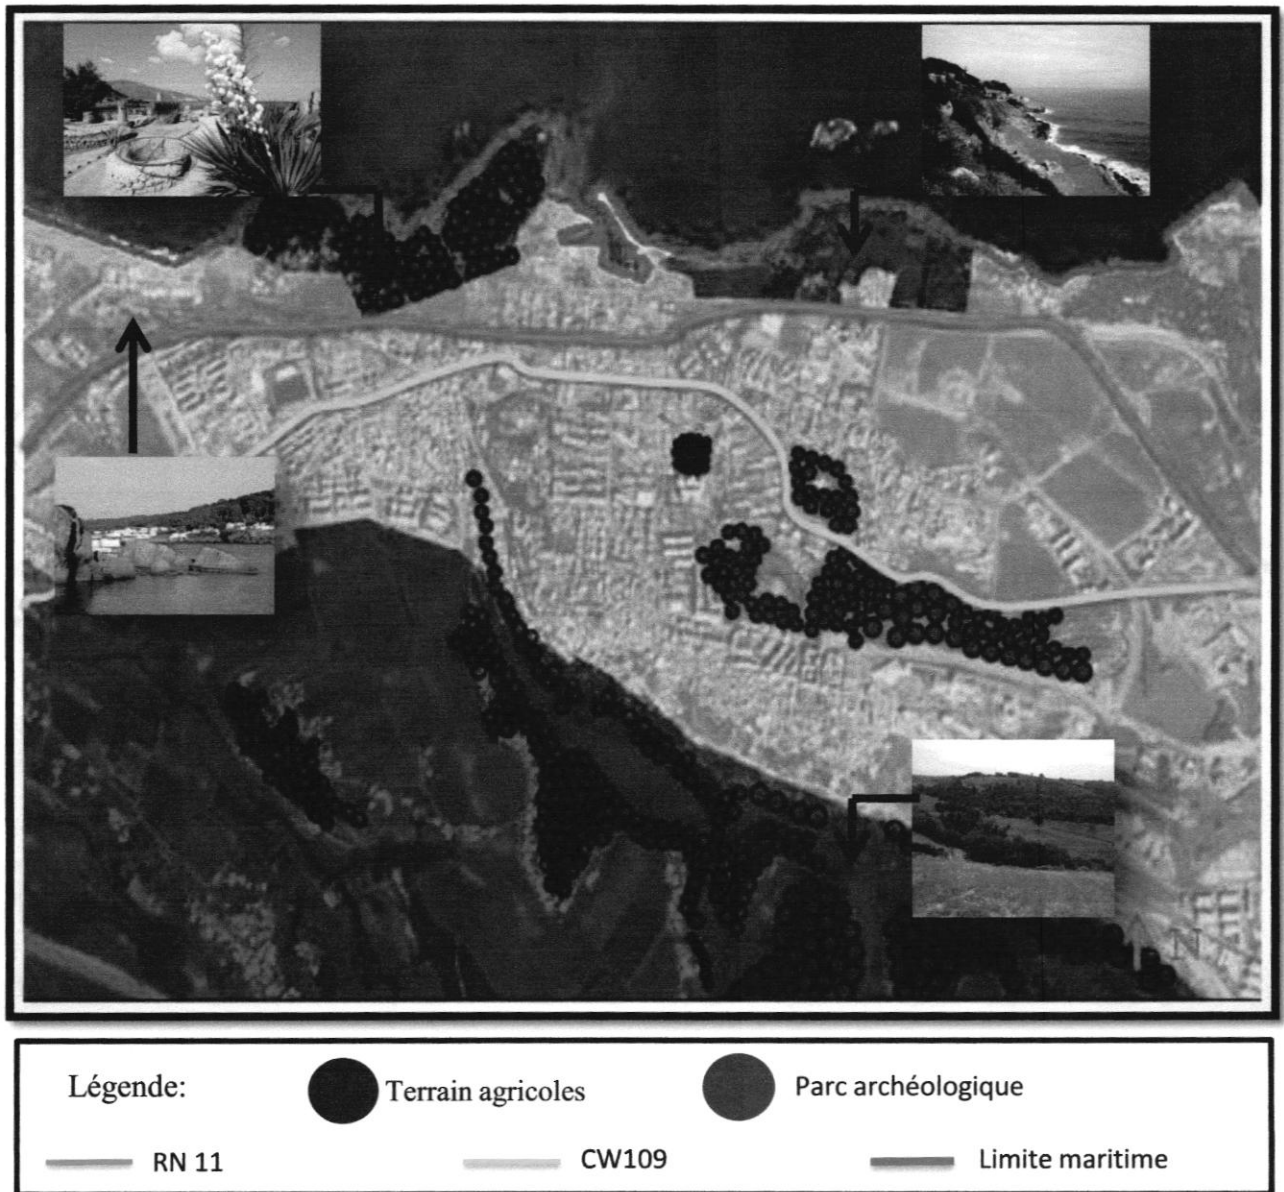 N
Légende:
Terrain agricoles
Parc archéologique
RN 11
CW109
Limite maritime